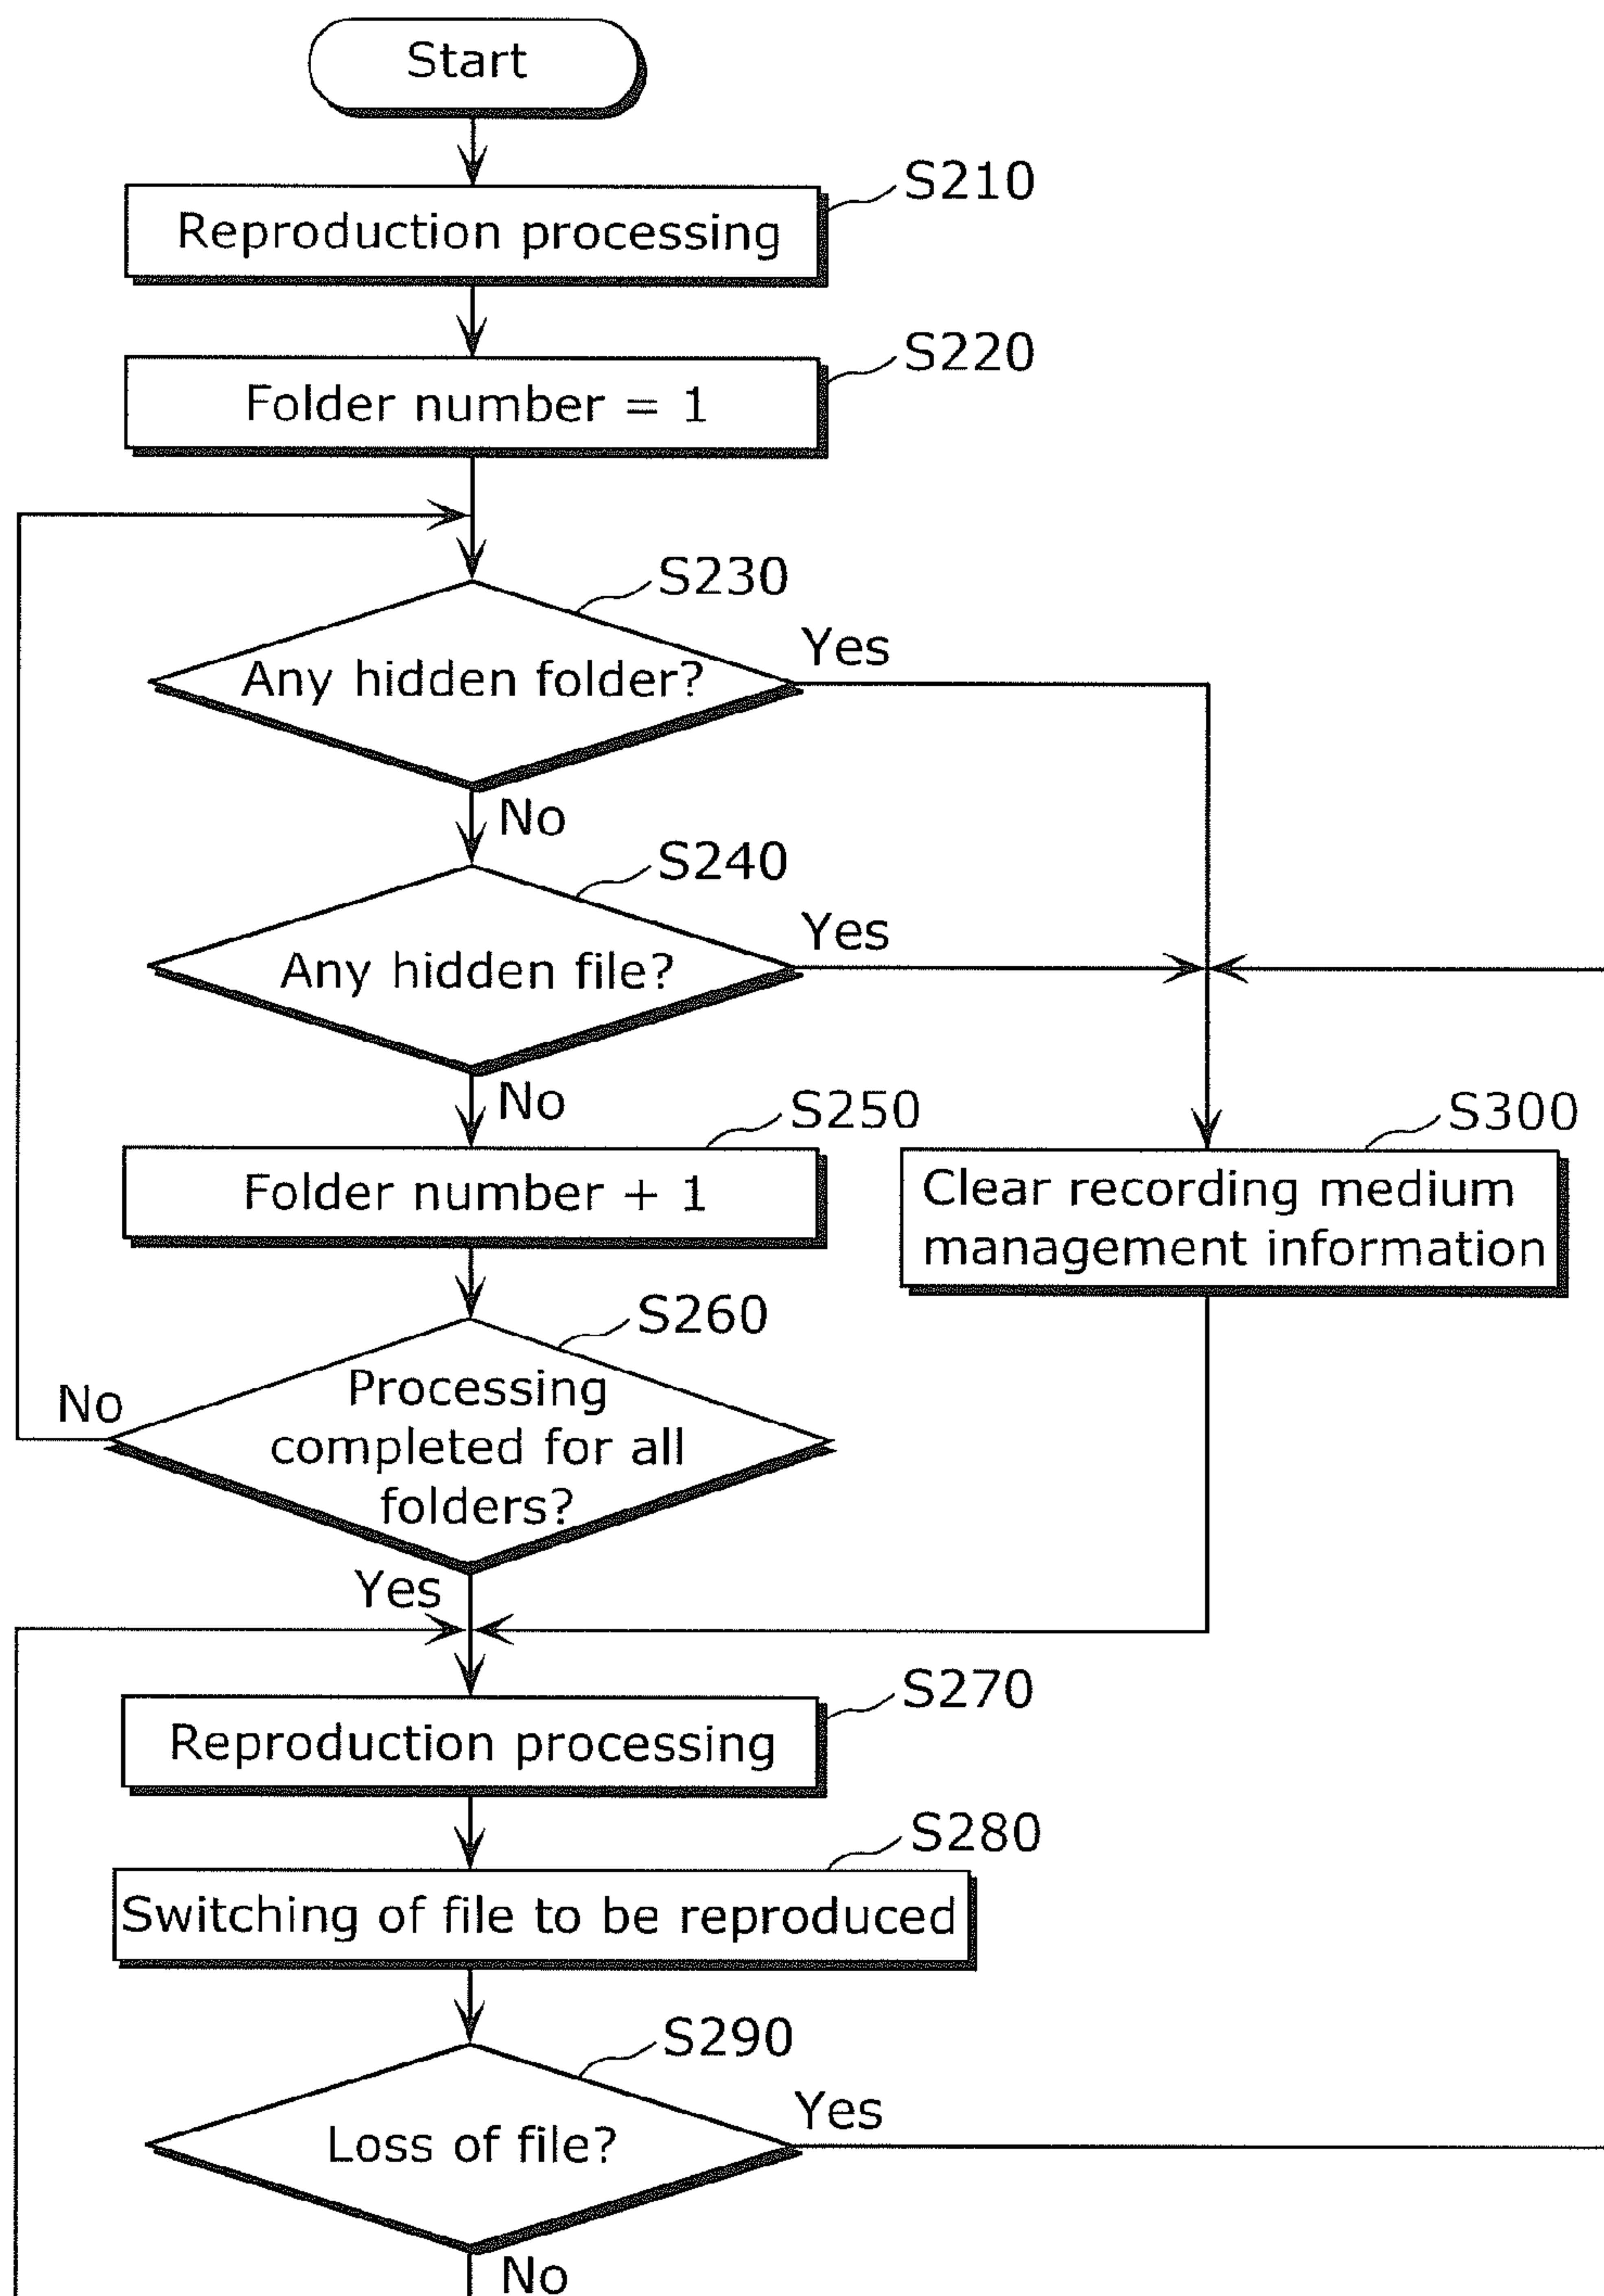 Start
S210
Reproduction processing
S220
Folder number = 1
S230
Any hidden folder?
Yes
No
S240
Any hidden file?
Yes
No
S250
Folder number + 1
S300
Clear recording medium
management information
S260
Processing
completed for all
folders?
No
Yes
S270
Reproduction processing
S280
Switching of file to be reproduced
S290
Loss of file?
Yes
No